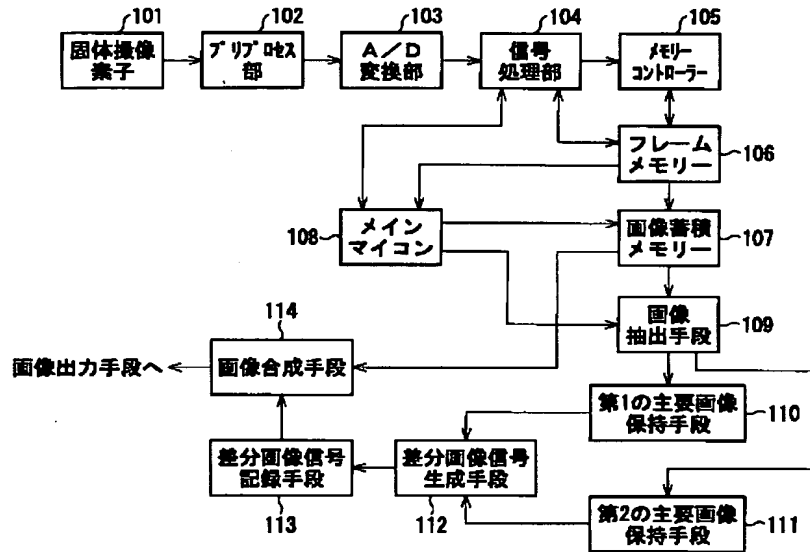 101
102
103
104
105
固体撮像
素子
プリプロセス
部
A/D
変換部
信号
処理部
メモリー
コントローラー
フレーム
メモリー
106
108
メイン
マイコン
画像蓄積
メモリー
107
114
画像
抽出手段
109
画像出力手段へ
画像合成手段
第1の主要画像
保持手段
110
差分画像信号
記録手段
113
差分画像信号
生成手段
112
第2の主要画像
保持手段
111